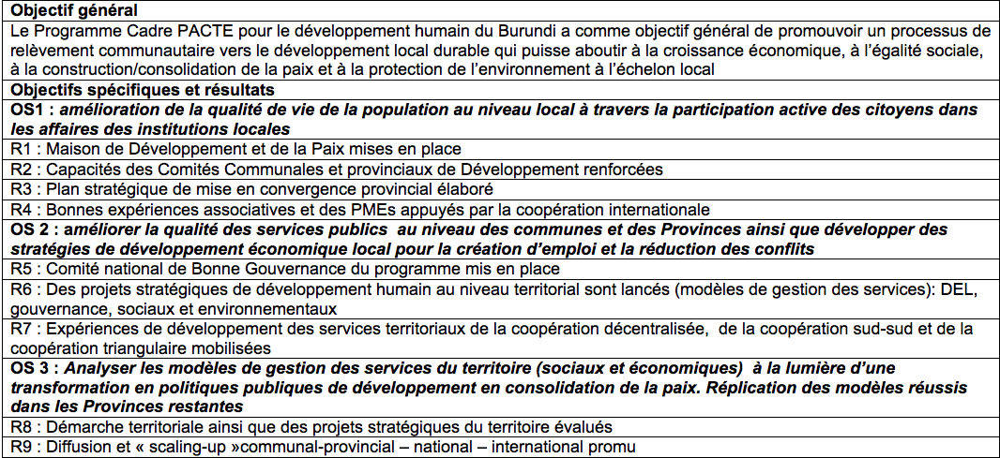 Objectif général
Le Programme Cadre PACTE pour le développement humain du Burundi a comme objectif général de promouvoir un processus de
relèvement communautaire vers le développement local durable qui puisse aboutir à la croissance économique, à l'égalité sociale,
à la construction/consolidation de la paix et à la protection de l'environnement à l'échelon local
Objectifs spécifiques et résultats
OS1 : amélioration de la qualité de vie de la population au niveau local à travers la participation active des citoyens dans
les affaires des institutions locales
R1 : Maison de Développement et de la Paix mises en place
R2 : Capacités des Comités Communales et provinciaux de Développement renforcées
R3 : Plan stratégique de mise en convergence provincial élaboré
R4 : Bonnes expériences associatives et des PMEs appuyés par la coopération internationale
OS 2 : améliorer la qualité des services publics  au niveau des communes et des Provinces ainsi que développer des
stratégies de développement économique local pour la création d'emploi et la réduction des conflits
R5 : Comité national de Bonne Gouvernance du programme mis en place
R6 : Des projets stratégiques de développement humain au niveau territorial sont lancés (modèles de gestion des services): DEL,
gouvernance, sociaux et environnementaux
R7 : Expériences de développement des services territoriaux de la coopération décentralisée,  de la coopération sud-sud et de la
coopération triangulaire mobilisées
OS 3 : Analyser les modèles de gestion des services du territoire (sociaux et économiques)  à la lumière d'une
transformation en politiques publiques de développement en consolidation de la paix. Réplication des modèles réussis
dans les Provinces restantes
R8 : Démarche territoriale ainsi que des projets stratégiques du territoire évalués
R9 : Diffusion et « scaling-up »communal-provincial – national – international promu